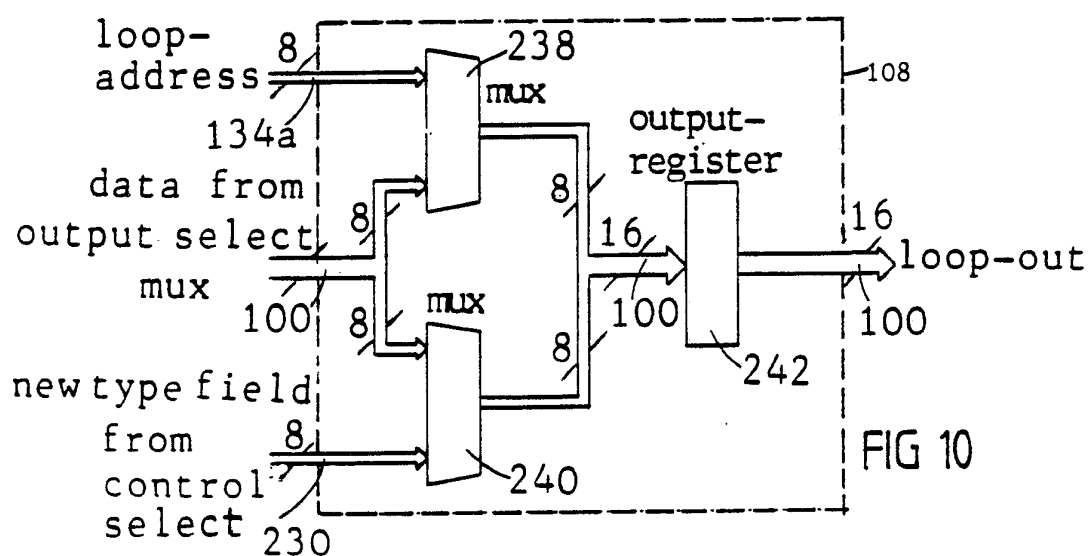 loop-
address
8
134a
238
mux
108
output-
register
data from
output select
mux
8
8
100
8
16
100
16
loop-out
100
mux
8
242
new type field
from
control
select
8
230
240
FIG 10